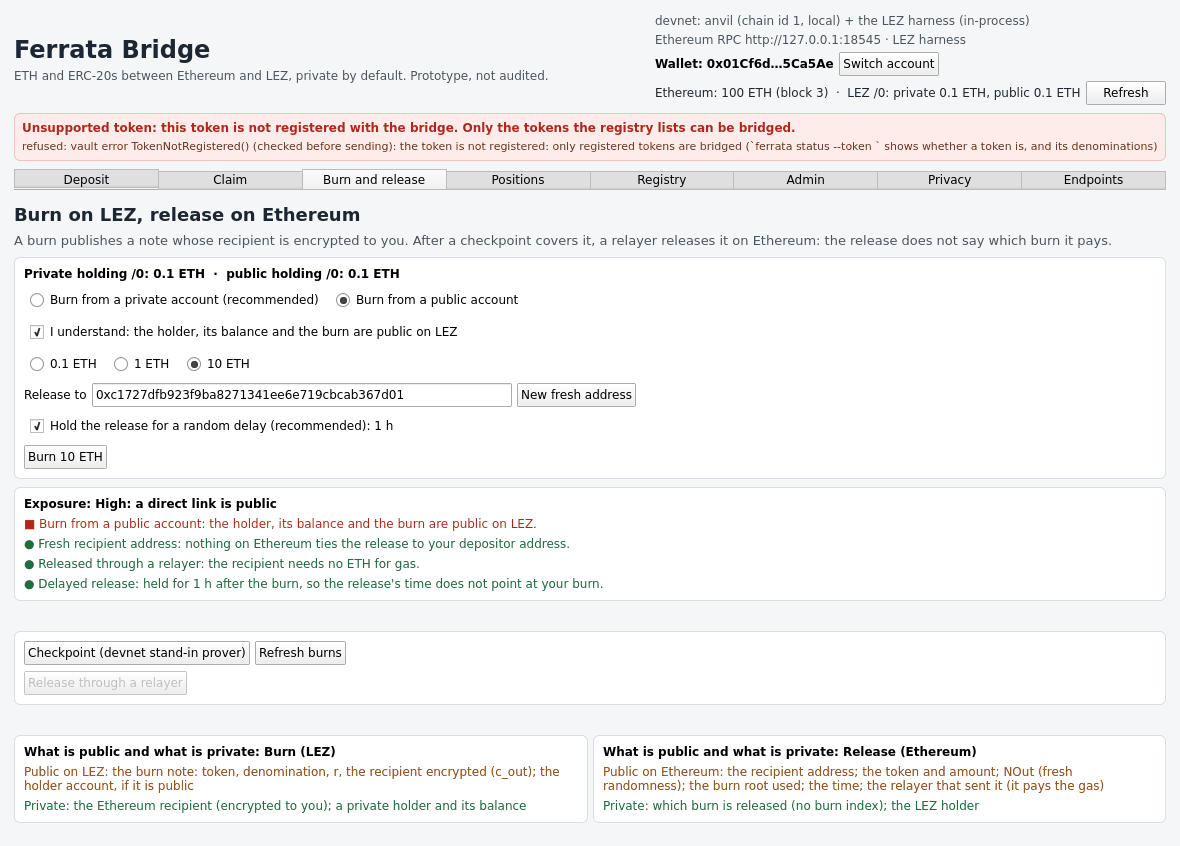 Ferrata Bridge
ETH and ERC-20s between Ethereum and LEZ, private by default. Prototype, not audited.
devnet: anvil (chain id 1, local) + the LEZ harness (in-process)
Ethereum RPC http://127.0.0.1:18545 · LEZ harness
Wallet: 0x01Cf6d…5Ca5Ae Switch account
Ethereum: 100 ETH (block 3) · LEZ /0: private 0.1 ETH, public 0.1 ETH Refresh
Unsupported token: this token is not registered with the bridge. Only the tokens the registry lists can be bridged.
refused: vault error TokenNotRegistered() (checked before sending): the token is not registered: only registered tokens are bridged (`ferrata status --token ` shows whether a token is, and its denominations)
Deposit Claim Burn and release Positions Registry Admin Privacy Endpoints
Burn on LEZ, release on Ethereum
A burn publishes a note whose recipient is encrypted to you. After a checkpoint covers it, a relayer releases it on Ethereum: the release does not say which burn it pays.
Private holding /0: 0.1 ETH · public holding /0: 0.1 ETH
Burn from a private account (recommended) Burn from a public account
I understand: the holder, its balance and the burn are public on LEZ
0.1 ETH 1 ETH 10 ETH
Release to 0xc1727dfb923f9ba8271341ee6e719cbcab367d01 New fresh address
Hold the release for a random delay (recommended): 1 h
Burn 10 ETH
Exposure: High: a direct link is public
Burn from a public account: the holder, its balance and the burn are public on LEZ.
Fresh recipient address: nothing on Ethereum ties the release to your depositor address.
Released through a relayer: the recipient needs no ETH for gas.
Delayed release: held for 1 h after the burn, so the release's time does not point at your burn.
Checkpoint (devnet stand-in prover) Refresh burns
Release through a relayer
What is public and what is private: Burn (LEZ)
Public on LEZ: the burn note: token, denomination, r, the recipient encrypted (c_out); the
holder account, if it is public
Private: the Ethereum recipient (encrypted to you); a private holder and its balance
What is public and what is private: Release (Ethereum)
Public on Ethereum: the recipient address; the token and amount; NOut (fresh
randomness); the burn root used; the time; the relayer that sent it (it pays the gas)
Private: which burn is released (no burn index); the LEZ holder